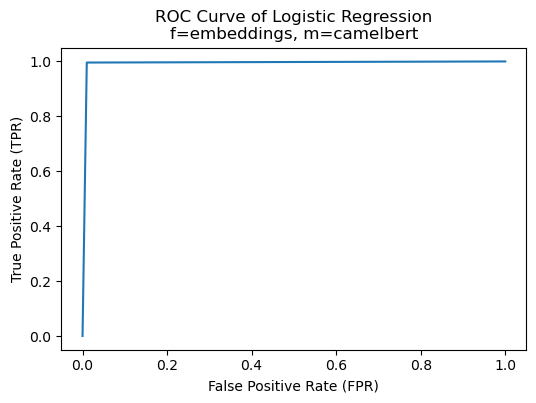 ROC Curve of Logistic Regression
f=embeddings, m=camelbert
1.0
0.8
0.6
0.4
0.2
0.0
True Positive Rate (TPR)
0.0 0.2 0.4 0.6 0.8 1.0
False Positive Rate (FPR)